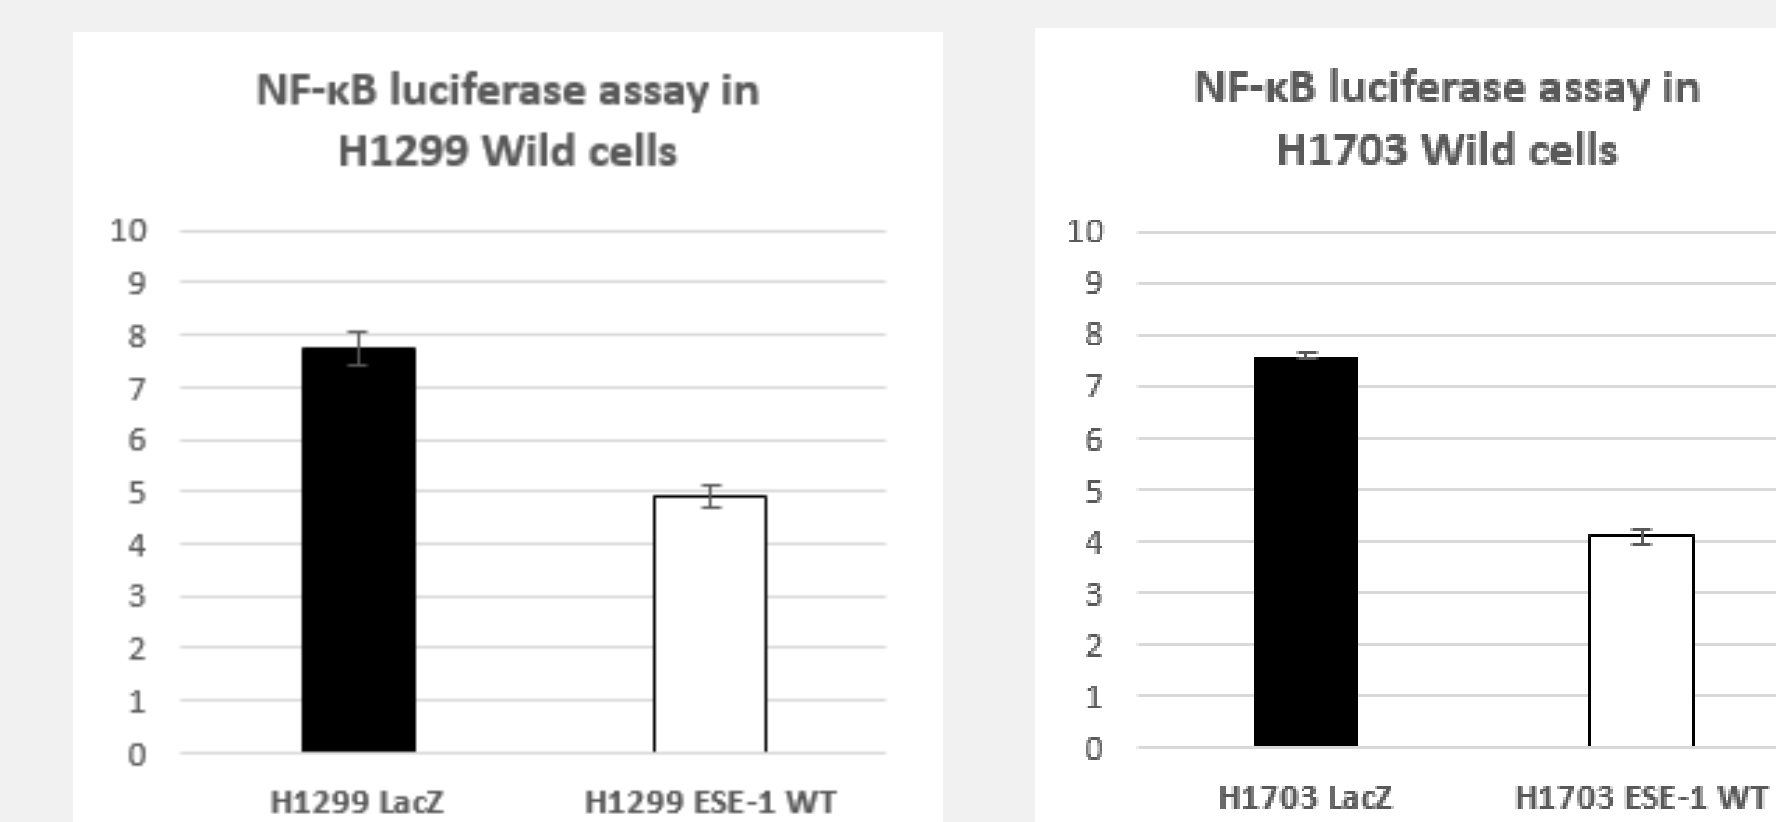 NF-κB luciferase assay in
H1299 Wild cells
10
9
8
7
6
5
4
3
2
1
0
H1299 LacZ
H1299 ESE-1 WT
NF-κB luciferase assay in
H1703 Wild cells
10
9
8
7
6
5
4
3
2
1
0
H1703 LacZ
H1703 ESE-1 WT